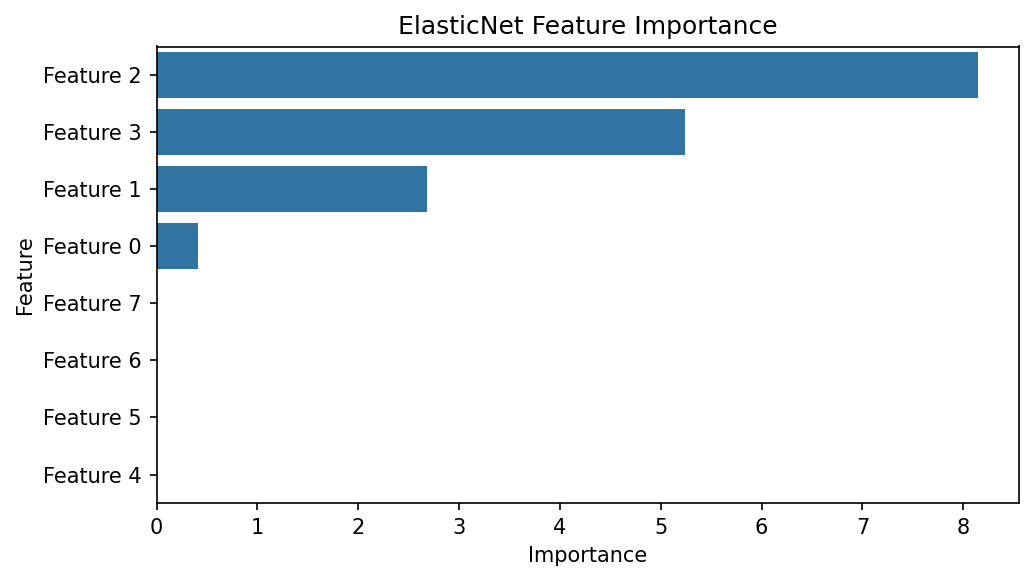 ElasticNet Feature Importance
Feature 2
Feature 3
Feature 1
Feature 0
Feature 7
Feature 6
Feature 5
Feature 4
Feature
0 1 2 3 4 5 6 7 8
Importance